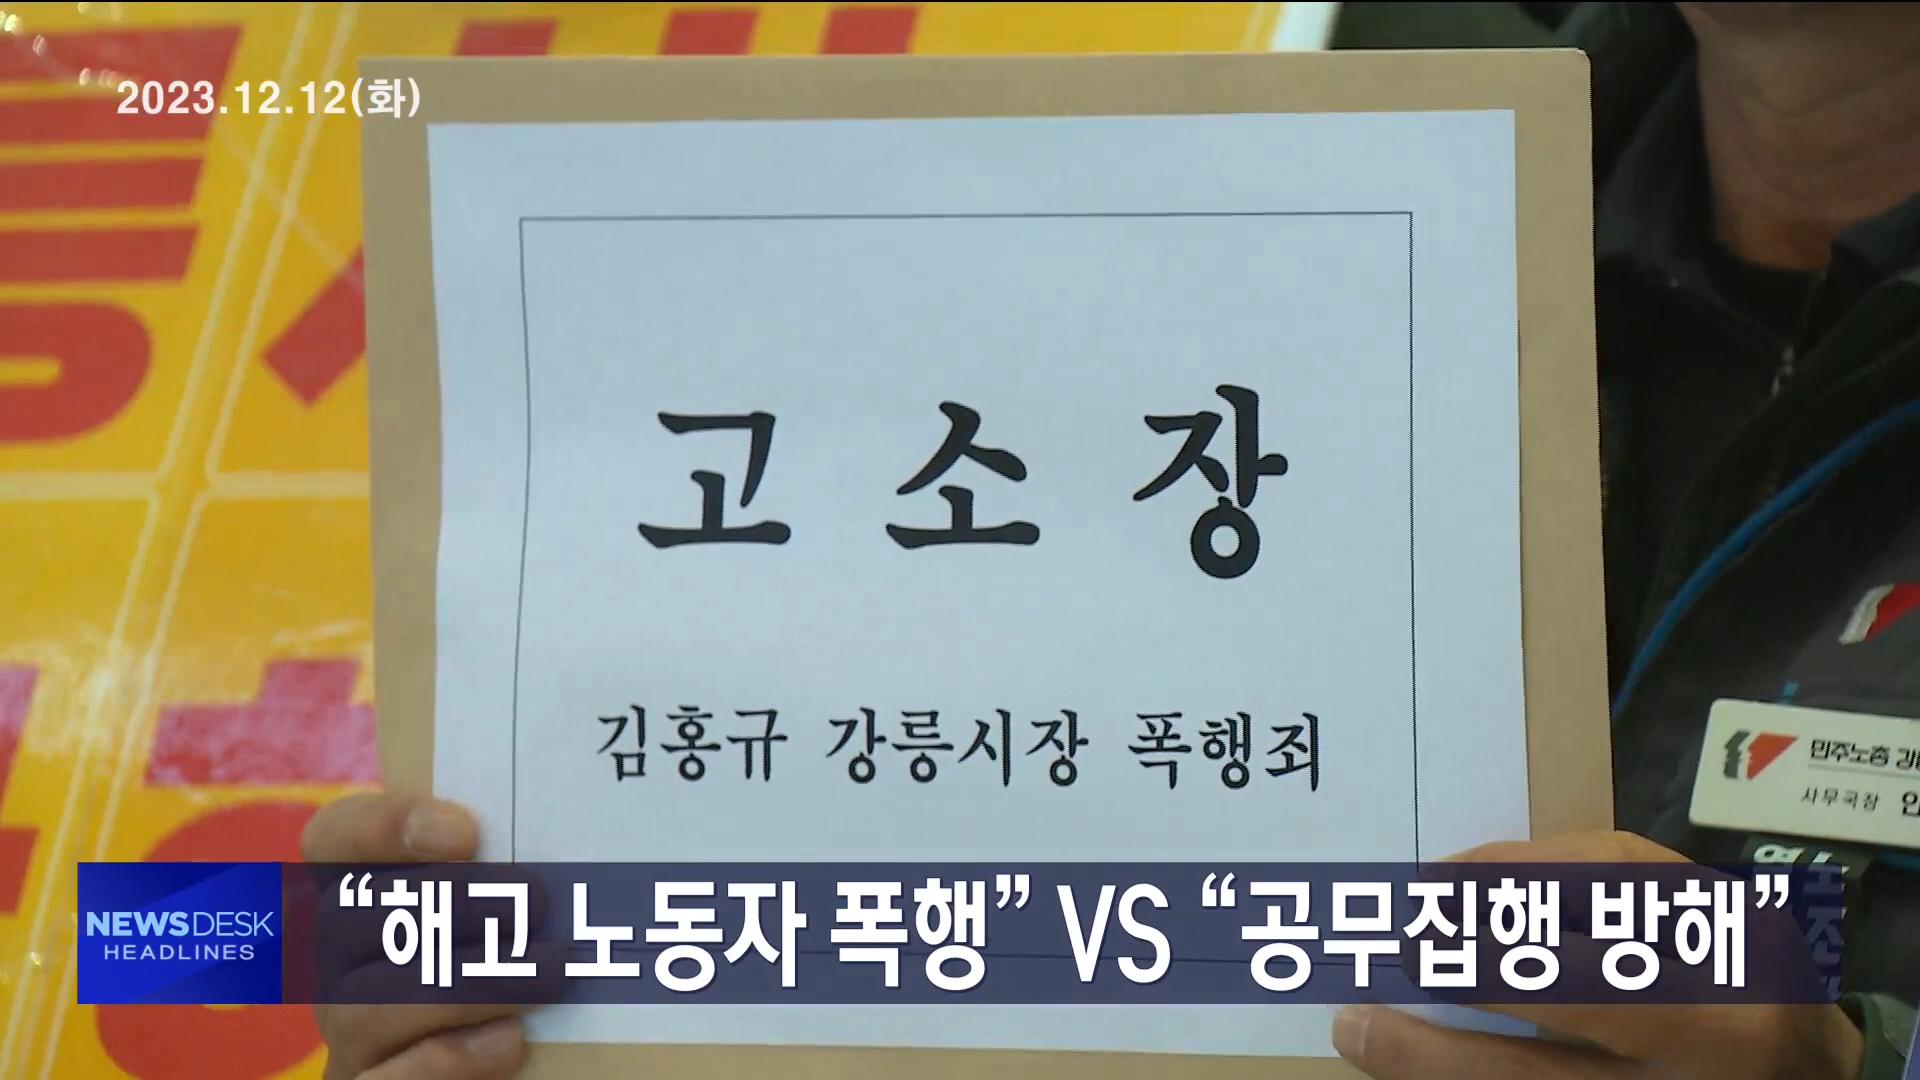 2023.12.12(화)
고 소 장
김홍규 강릉시장 폭행죄
민주노총
사무국장
NEWSDESK
HEADLINES
“해고 노동자 폭행” VS “공무집행 방해”